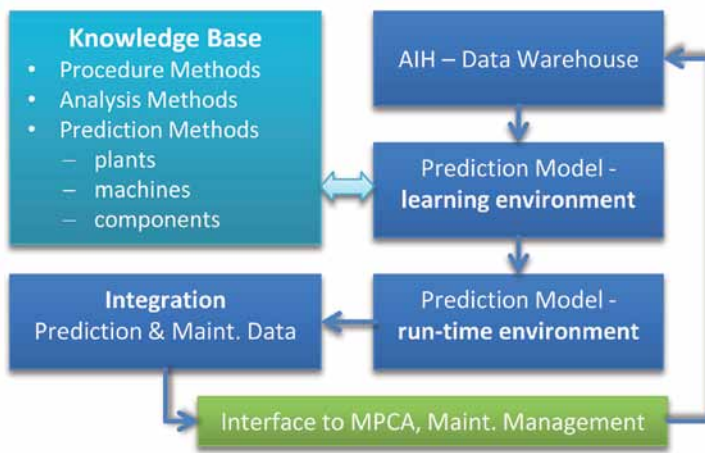 Knowledge Base
• Procedure Methods
• Analysis Methods
• Prediction Methods
– plants
– machines
– components
AIH – Data Warehouse
Prediction Model -
learning environment
Prediction Model -
run-time environment
Integration
Prediction & Maint. Data
Interface to MPCA, Maint. Management